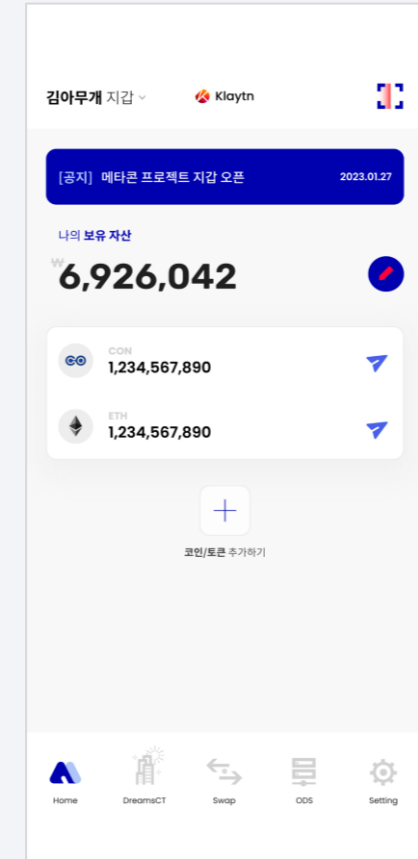 김아무개 지갑
Klaytn
[공지] 메타콘 프로젝트 지갑 오픈 2023.01.27
나의 보유 자산
₩6,926,042
CON
1,234,567,890
ETH
1,234,567,890
코인/토큰 추가하기
Home DreamsCT Swap ODS Setting